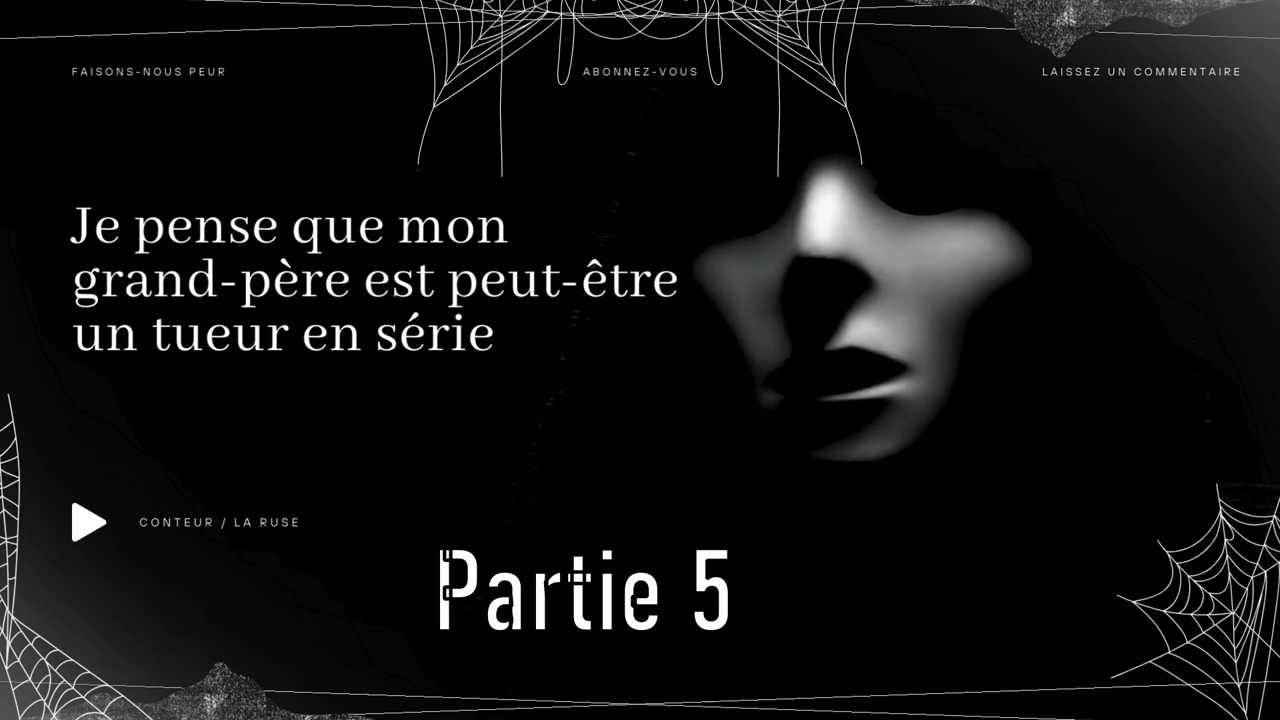 FAISONS-NOUS PEUR
ABONNEZ-VOUS
LAISSEZ UN COMMENTAIRE
Je pense que mon
grand-père est peut-être
un tueur en série
CONTEUR / LA RUSE
Partie 5